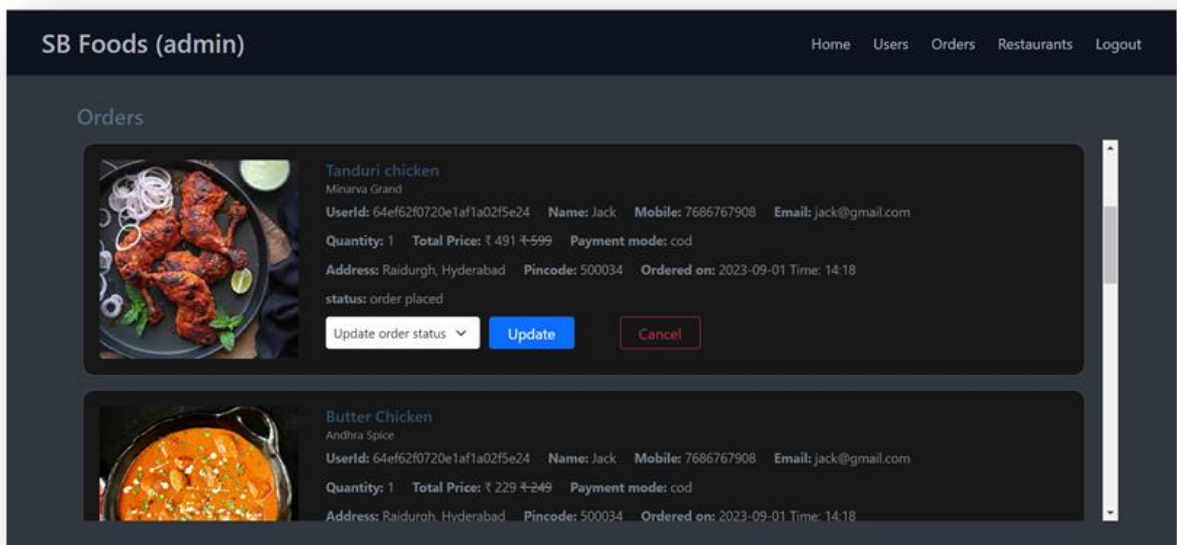 SB Foods (admin)
Home Users Orders Restaurants Logout
Orders
Tanduri chicken
Minarva Grand
UserId: 64ef62f0720e1af1a02f5e24 Name: Jack Mobile: 7686767908 Email: jack@gmail.com
Quantity: 1 Total Price: ₹ 491 ₹ 599 Payment mode: cod
Address: Raidurgh, Hyderabad Pincode: 500034 Ordered on: 2023-09-01 Time: 14:18
status: order placed
Update order status Update Cancel
Butter Chicken
Andhra Spice
UserId: 64ef62f0720e1af1a02f5e24 Name: Jack Mobile: 7686767908 Email: jack@gmail.com
Quantity: 1 Total Price: ₹ 229 ₹ 249 Payment mode: cod
Address: Raidurgh, Hyderabad Pincode: 500034 Ordered on: 2023-09-01 Time: 14:18